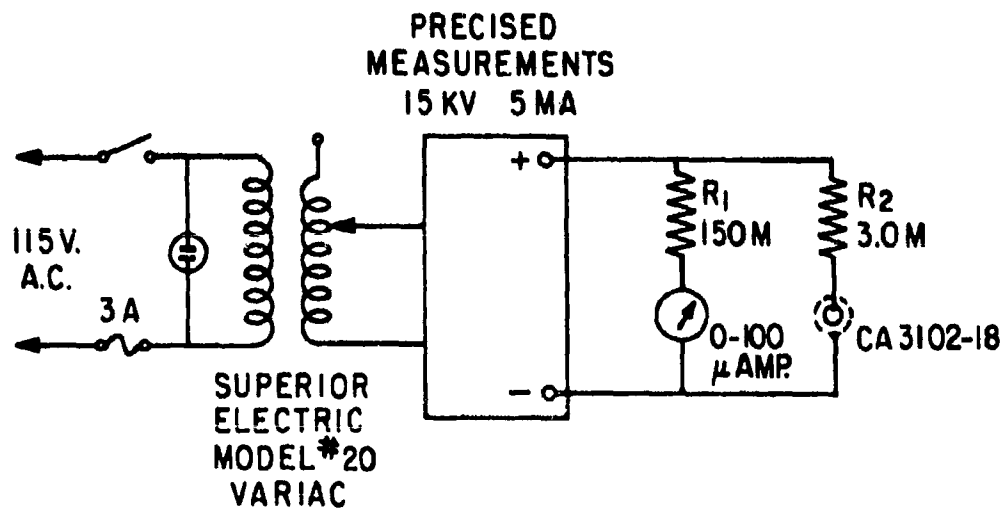 PRECISED
MEASUREMENTS
15 KV 5 MA
+
R1
150 M
R2
3.0 M
115 V.
A.C.
3 A
0-100
μ AMP.
CA 3102-18
−
SUPERIOR
ELECTRIC
MODEL #20
VARIAC